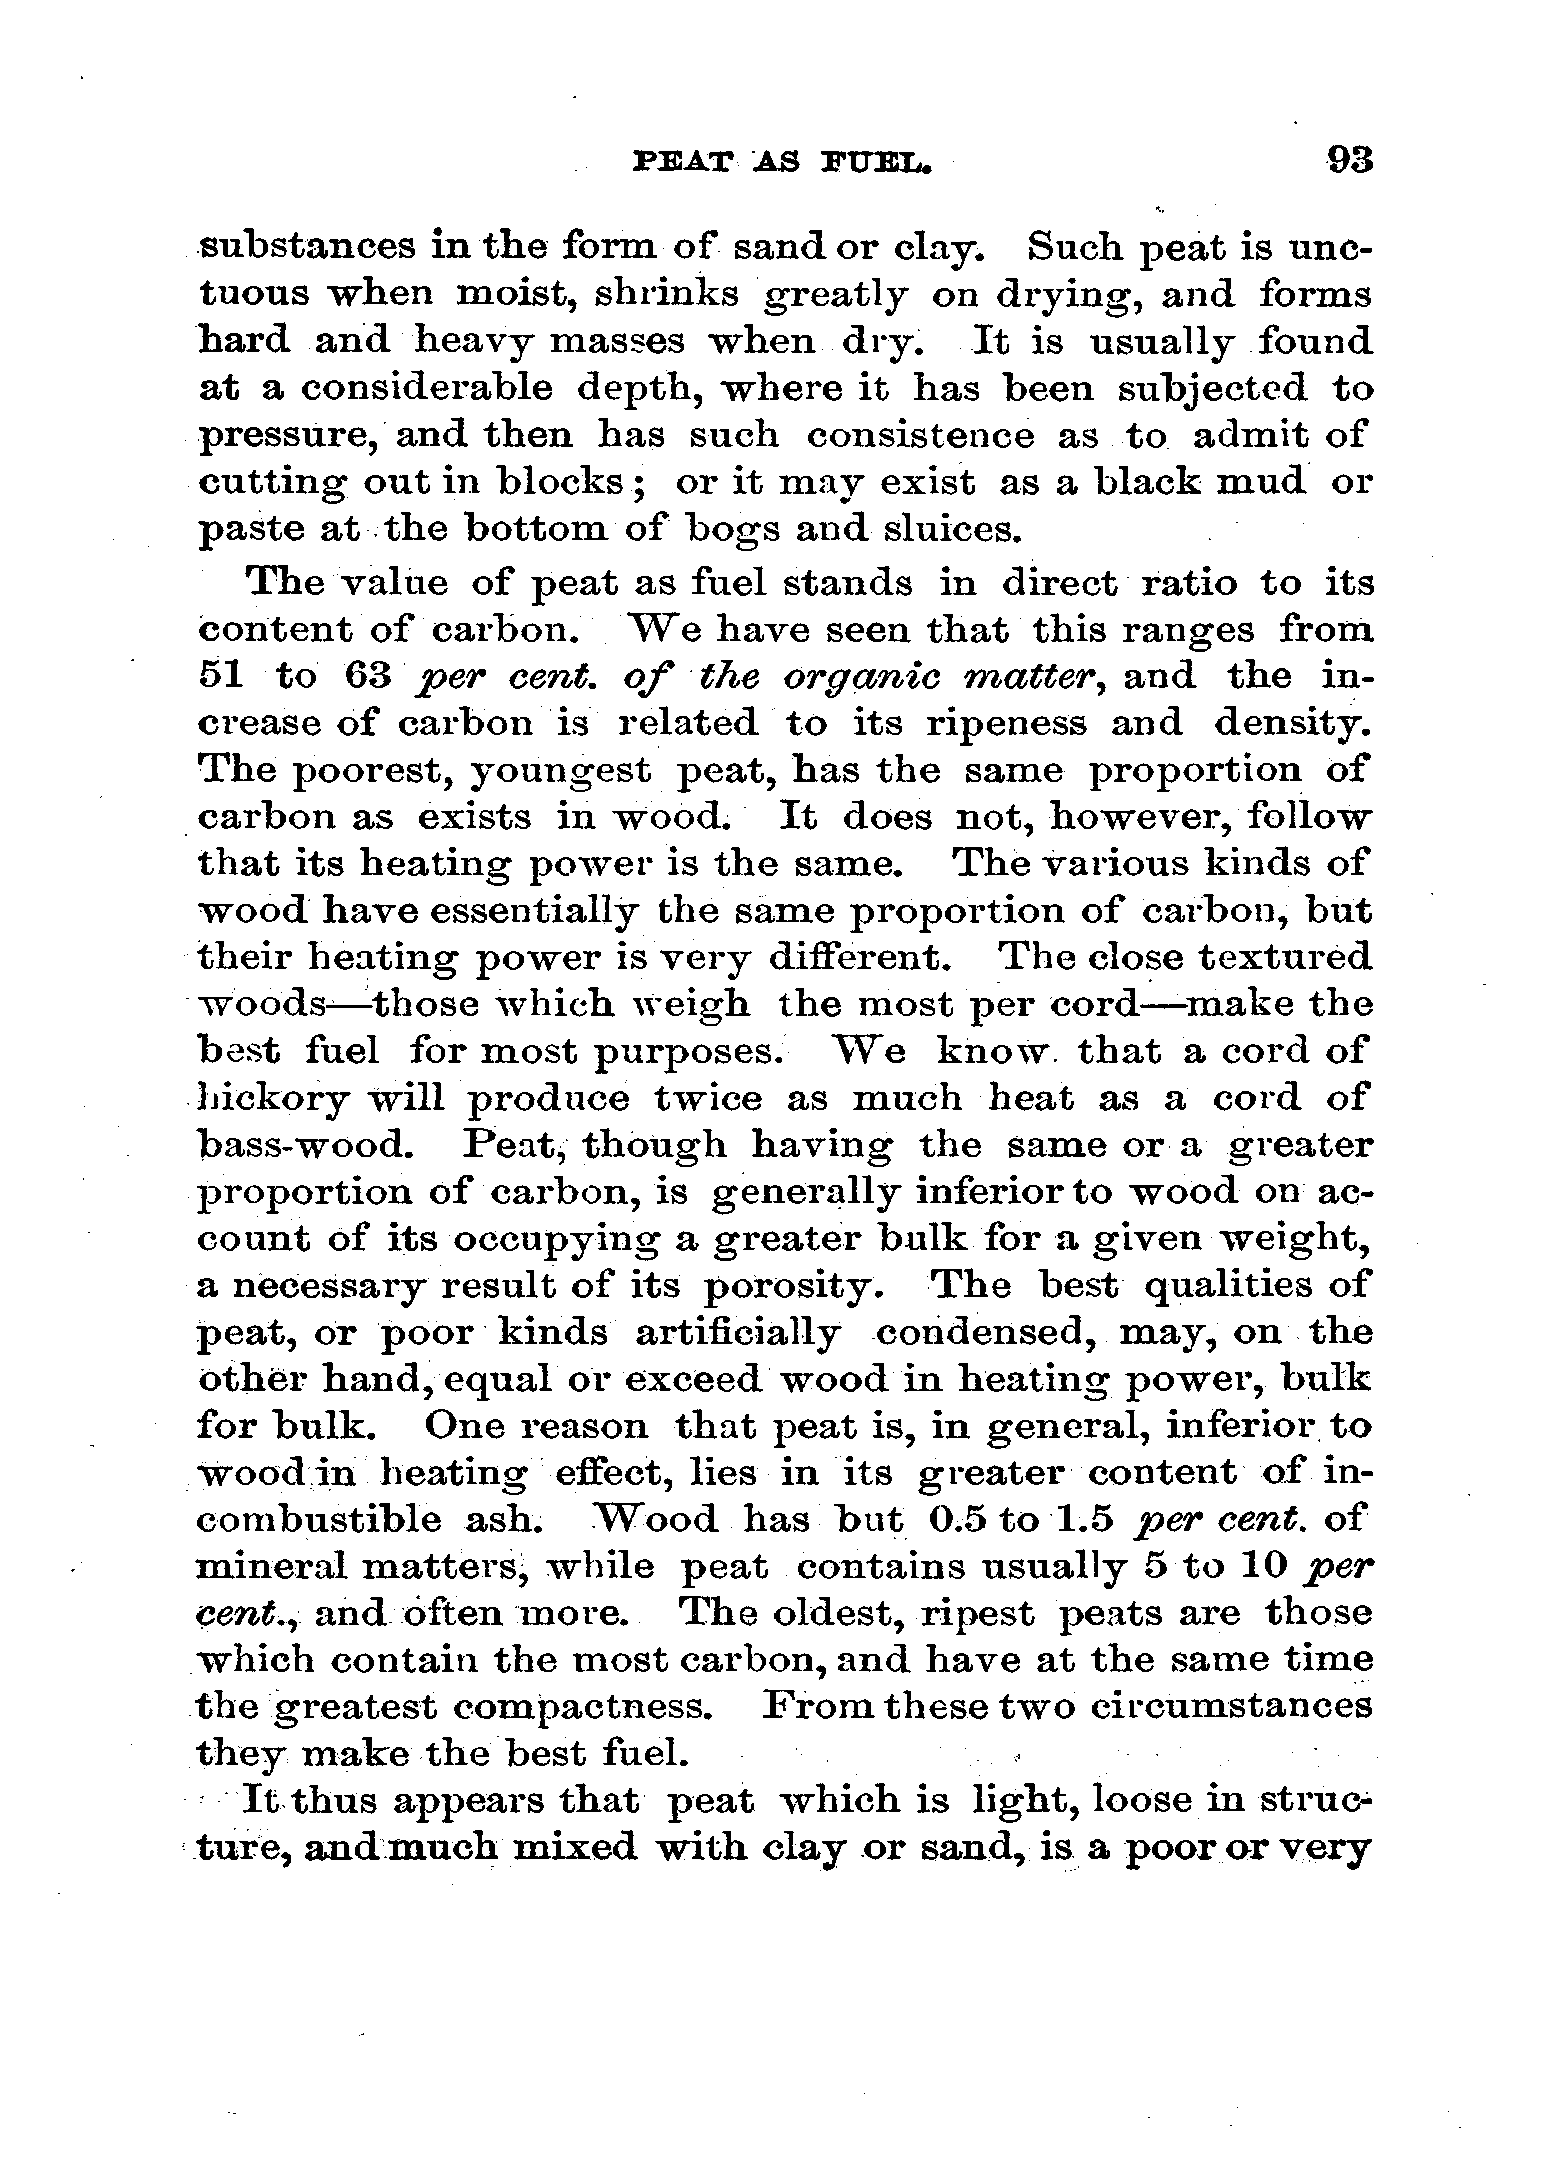 PEAT AS FUEL. 93
substances in the form of sand or clay. Such peat is unc-
tuous when moist, shrinks greatly on drying, and forms
hard and heavy masses when dry. It is usually found
at a considerable depth, where it has been subjected to
pressure, and then has such consistence as to admit of
cutting out in blocks; or it may exist as a black mud or
paste at the bottom of bogs and sluices.
The value of peat as fuel stands in direct ratio to its
content of carbon. We have seen that this ranges from
51 to 63 per cent. of the organic matter, and the in-
crease of carbon is related to its ripeness and density.
The poorest, youngest peat, has the same proportion of
carbon as exists in wood. It does not, however, follow
that its heating power is the same. The various kinds of
wood have essentially the same proportion of carbon, but
their heating power is very different. The close textured
woods—those which weigh the most per cord—make the
best fuel for most purposes. We know that a cord of
hickory will produce twice as much heat as a cord of
bass-wood. Peat, though having the same or a greater
proportion of carbon, is generally inferior to wood on ac-
count of its occupying a greater bulk for a given weight,
a necessary result of its porosity. The best qualities of
peat, or poor kinds artificially condensed, may, on the
other hand, equal or exceed wood in heating power, bulk
for bulk. One reason that peat is, in general, inferior to
wood in heating effect, lies in its greater content of in-
combustible ash. Wood has but 0.5 to 1.5 per cent. of
mineral matters, while peat contains usually 5 to 10 per
cent., and often more. The oldest, ripest peats are those
which contain the most carbon, and have at the same time
the greatest compactness. From these two circumstances
they make the best fuel.
It thus appears that peat which is light, loose in struc-
ture, and much mixed with clay or sand, is a poor or very